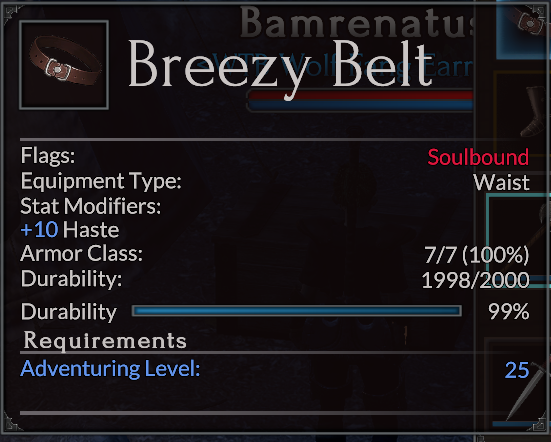 Bamrenatus
Breezy Belt
Flags: Soulbound
Equipment Type: Waist
Stat Modifiers:
+10 Haste
Armor Class: 7/7 (100%)
Durability: 1998/2000
Durability 99%
Requirements
Adventuring Level: 25